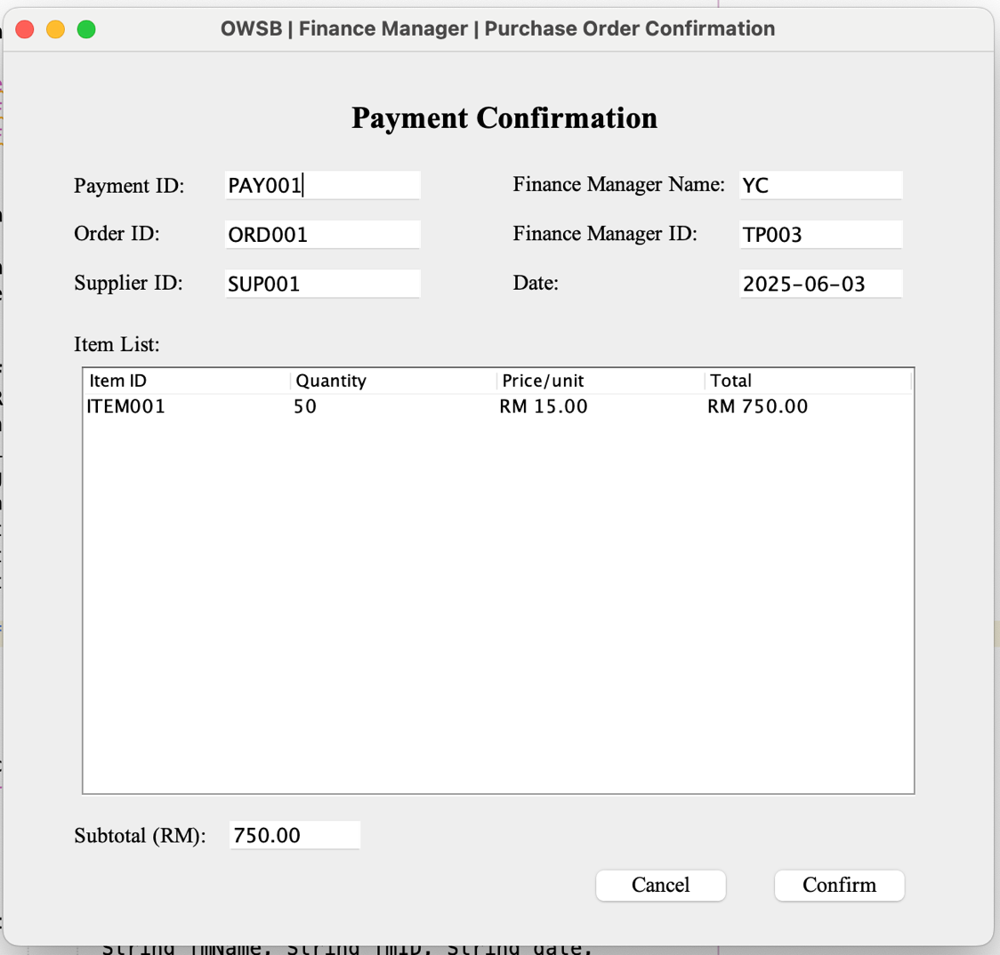 OWSB | Finance Manager | Purchase Order Confirmation
Payment Confirmation
Payment ID: PAY001 Finance Manager Name: YC
Order ID: ORD001 Finance Manager ID: TP003
Supplier ID: SUP001 Date: 2025-06-03
Item List:
Item ID Quantity Price/unit Total
ITEM001 50 RM 15.00 RM 750.00
Subtotal (RM): 750.00
Cancel Confirm
String fmName, String fmID, String date,